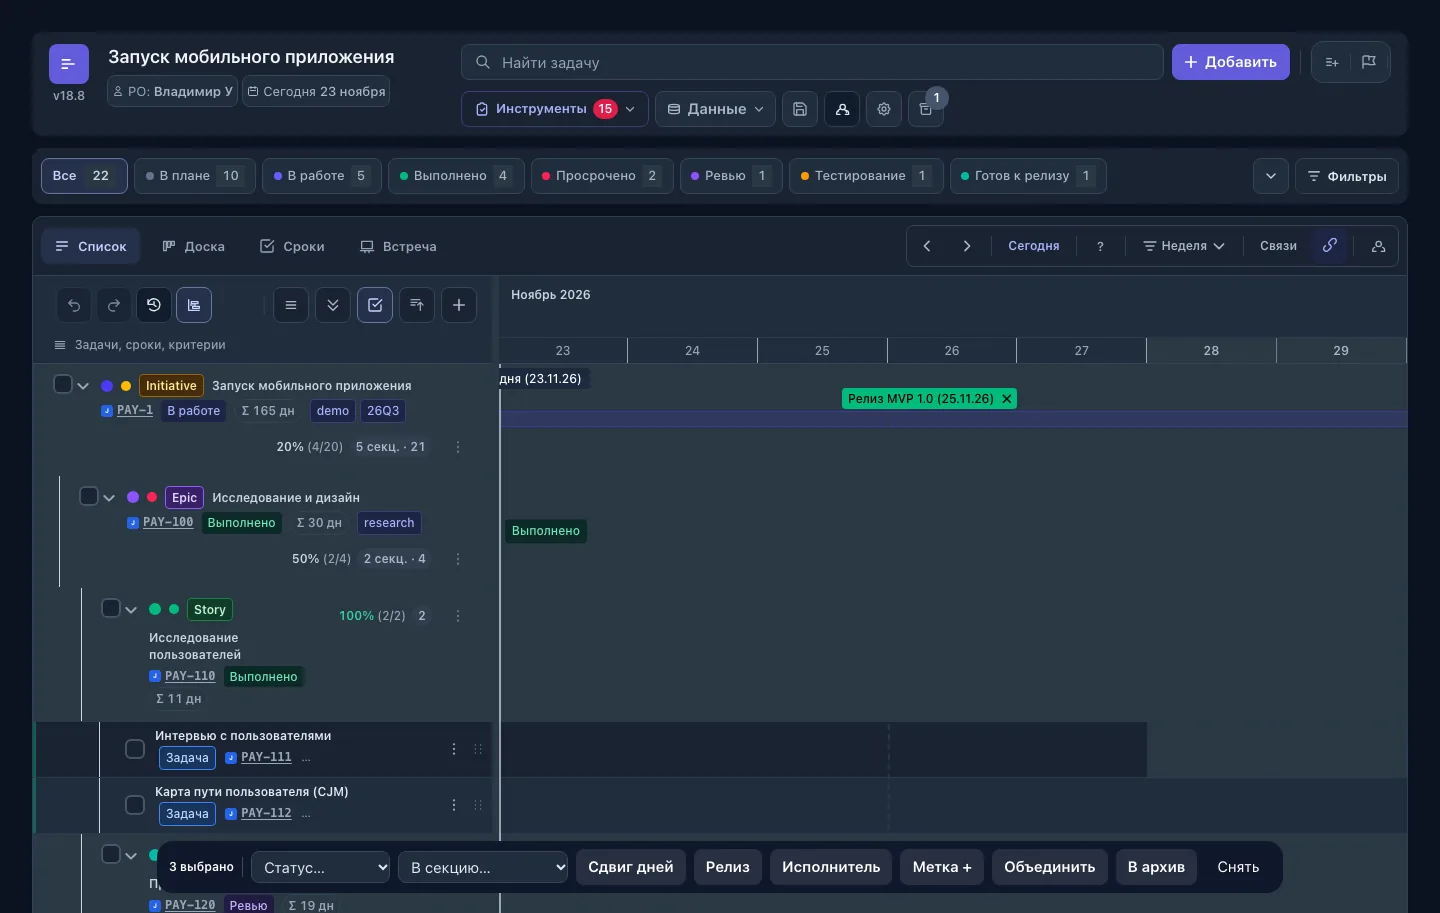 Запуск мобильного приложения
v18.8
PO: Владимир У
Сегодня 23 ноября
Найти задачу
+ Добавить
Инструменты 15
Данные
1
Все 22
В плане 10
В работе 5
Выполнено 4
Просрочено 2
Ревью 1
Тестирование 1
Готов к релизу 1
Фильтры
Список
Доска
Сроки
Встреча
Сегодня
?
Неделя
Связи
Задачи, сроки, критерии
Ноябрь 2026
23 24 25 26 27 28 29
Initiative Запуск мобильного приложения
PAY-1 В работе Σ 165 дн demo 26Q3
20% (4/20) 5 секц. · 21
дня (23.11.26)
Релиз MVP 1.0 (25.11.26) ✕
Epic Исследование и дизайн
PAY-100 Выполнено Σ 30 дн research
50% (2/4) 2 секц. · 4
Выполнено
Story 100% (2/2) 2
Исследование
пользователей
PAY-110 Выполнено
Σ 11 дн
Интервью с пользователями
Задача PAY-111 ...
Карта пути пользователя (CJM)
Задача PAY-112 ...
3 выбрано
Статус...
В секцию...
Сдвиг дней
Релиз
Исполнитель
Метка +
Объединить
В архив
Снять
PAY-120 Ревью Σ 19 дн